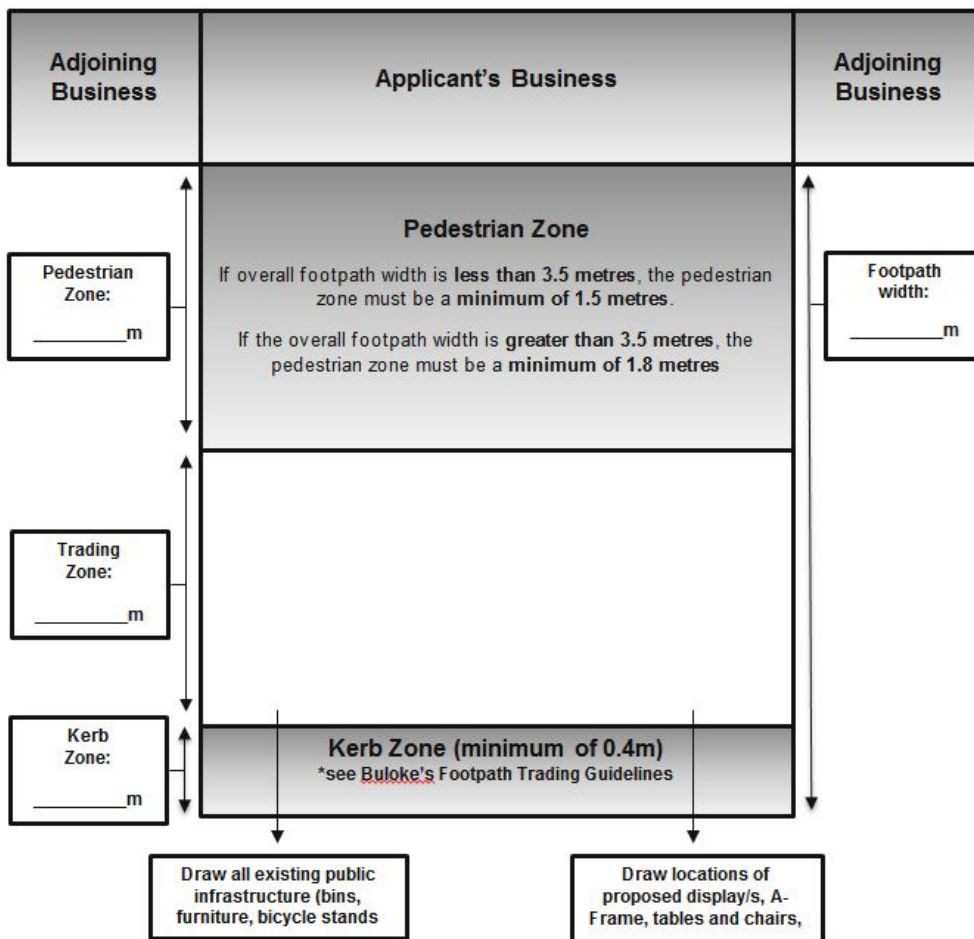 Adjoining
Business
Applicant's Business
Adjoining
Business
Pedestrian Zone
If overall footpath width is less than 3.5 metres, the pedestrian
zone must be a minimum of 1.5 metres.
If the overall footpath width is greater than 3.5 metres, the
pedestrian zone must be a minimum of 1.8 metres
Pedestrian
Zone:
_________m
Footpath
width:
_________m
Trading
Zone:
_________m
Kerb
Zone:
_________m
Kerb Zone (minimum of 0.4m)
*see Buloke's Footpath Trading Guidelines
Draw all existing public
infrastructure (bins,
furniture, bicycle stands
Draw locations of
proposed display/s, A-
Frame, tables and chairs,